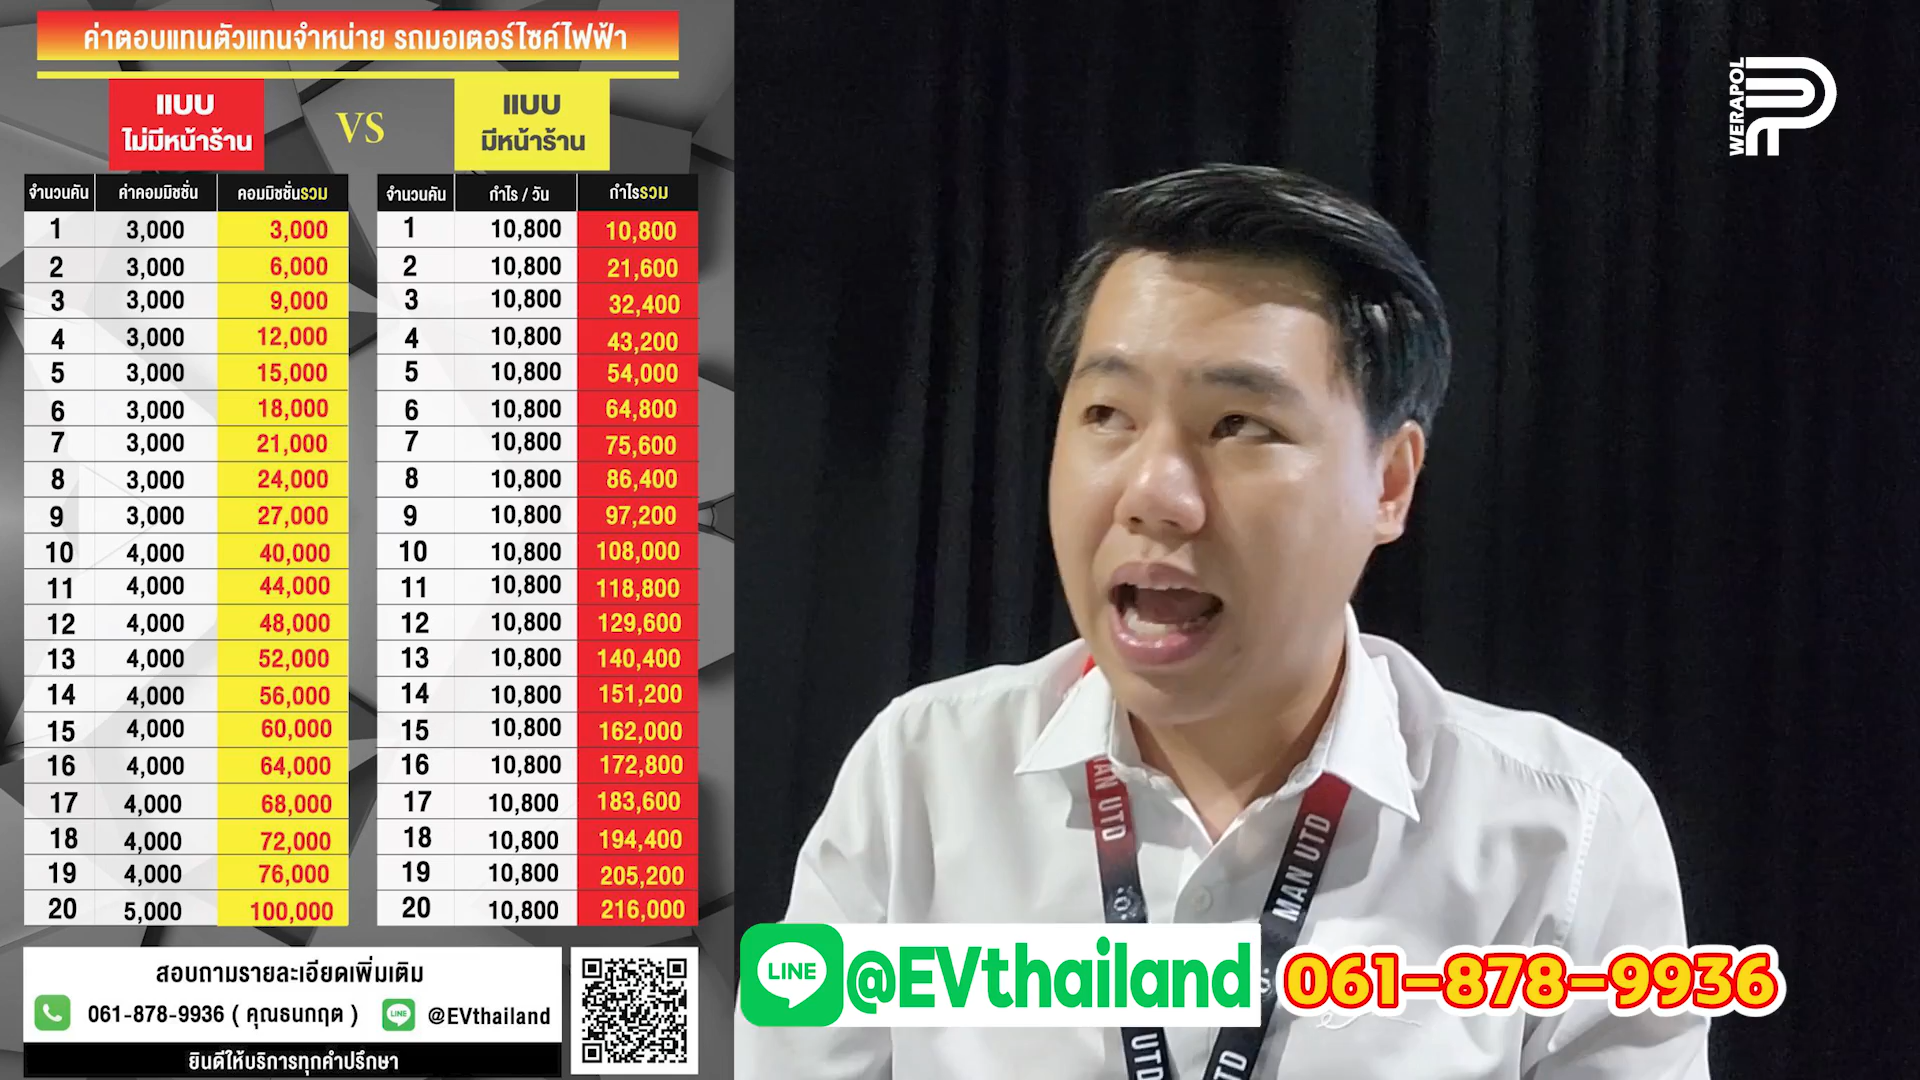 ค่าตอบแทนตัวแทนจำหน่าย รถมอเตอร์ไซค์ไฟฟ้า
แบบ
ไม่มีหน้าร้าน
VS
แบบ
มีหน้าร้าน
จำนวนคัน ค่าคอมมิชชั่น คอมมิชชั่นรวม
1 3,000 3,000
2 3,000 6,000
3 3,000 9,000
4 3,000 12,000
5 3,000 15,000
6 3,000 18,000
7 3,000 21,000
8 3,000 24,000
9 3,000 27,000
10 4,000 40,000
11 4,000 44,000
12 4,000 48,000
13 4,000 52,000
14 4,000 56,000
15 4,000 60,000
16 4,000 64,000
17 4,000 68,000
18 4,000 72,000
19 4,000 76,000
20 5,000 100,000
จำนวนคัน กำไร / วัน กำไรรวม
1 10,800 10,800
2 10,800 21,600
3 10,800 32,400
4 10,800 43,200
5 10,800 54,000
6 10,800 64,800
7 10,800 75,600
8 10,800 86,400
9 10,800 97,200
10 10,800 108,000
11 10,800 118,800
12 10,800 129,600
13 10,800 140,400
14 10,800 151,200
15 10,800 162,000
16 10,800 172,800
17 10,800 183,600
18 10,800 194,400
19 10,800 205,200
20 10,800 216,000
สอบถามรายละเอียดเพิ่มเติม
061-878-9936 ( คุณธนกฤต ) LINE @EVthailand
ยินดีให้บริการทุกคำปรึกษา
WERAPOL
MAN UTD
MAN UTD
UTD
UTD
LINE @EVthailand
061-878-9936